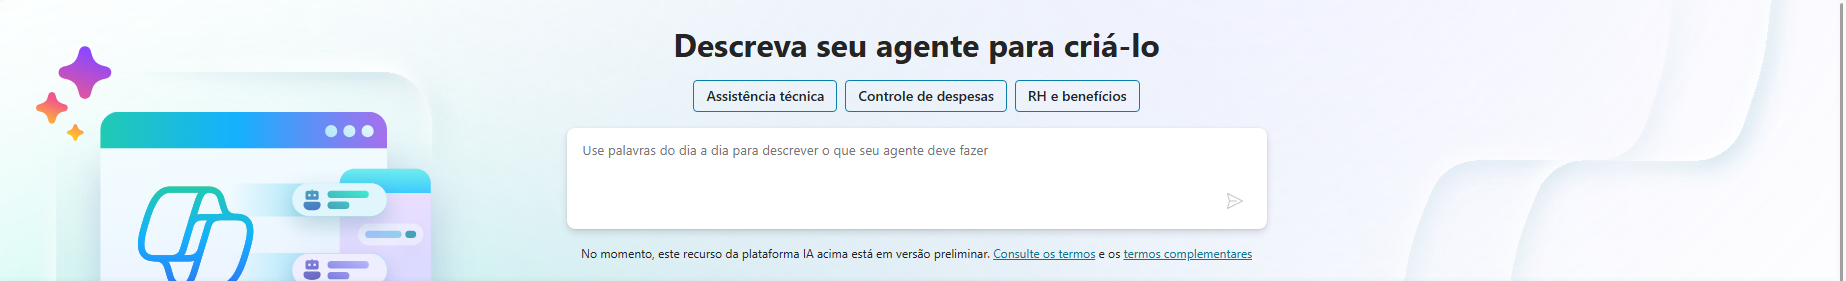 Descreva seu agente para criá-lo
Assistência técnica
Controle de despesas
RH e benefícios
Use palavras do dia a dia para descrever o que seu agente deve fazer
No momento, este recurso da plataforma IA acima está em versão preliminar. Consulte os termos e os termos complementares